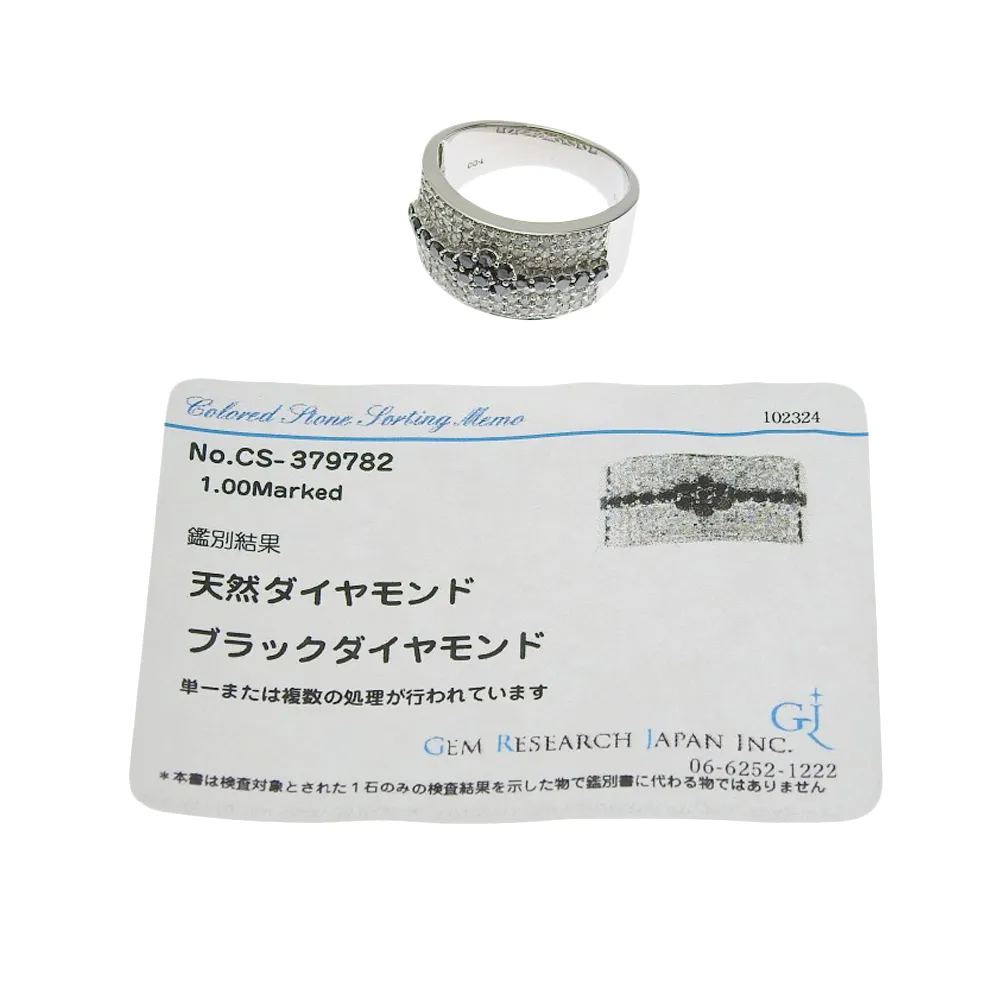 1.00
Colored Stone Sorting Memo
102324
No.CS-379782
1.00Marked
鑑別結果
天然ダイヤモンド
ブラックダイヤモンド
単一または複数の処理が行われています
GJ
GEM RESEARCH JAPAN INC.
06-6252-1222
*本書は検査対象とされた1石のみの検査結果を示した物で鑑別書に代わる物ではありません